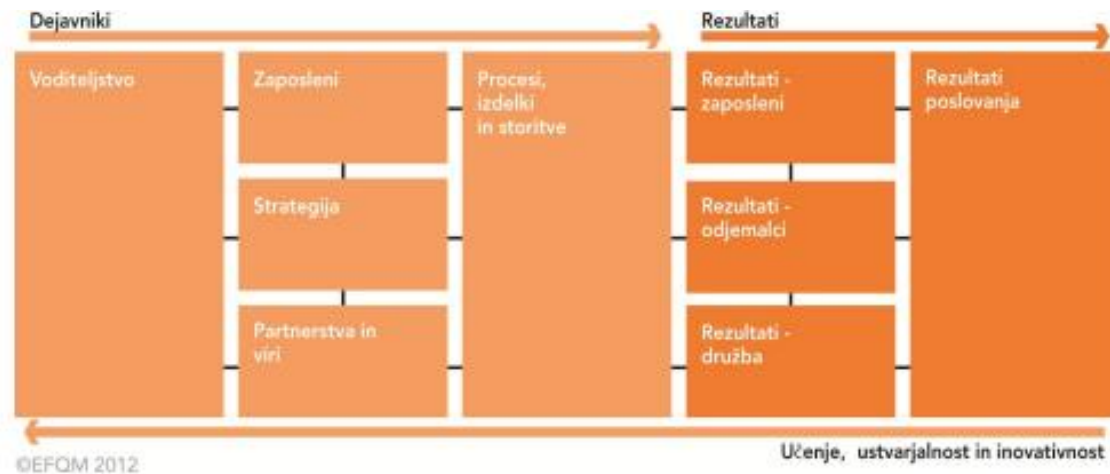 Dejavniki
Rezultati
Voditeljstvo
Zaposleni
Strategija
Partnerstva in
viri
Procesi,
izdelki
in storitve
Rezultati -
zaposleni
Rezultati -
odjemalci
Rezultati -
družba
Rezultati
poslovanja
Učenje, ustvarjalnost in inovativnost
©EFQM 2012